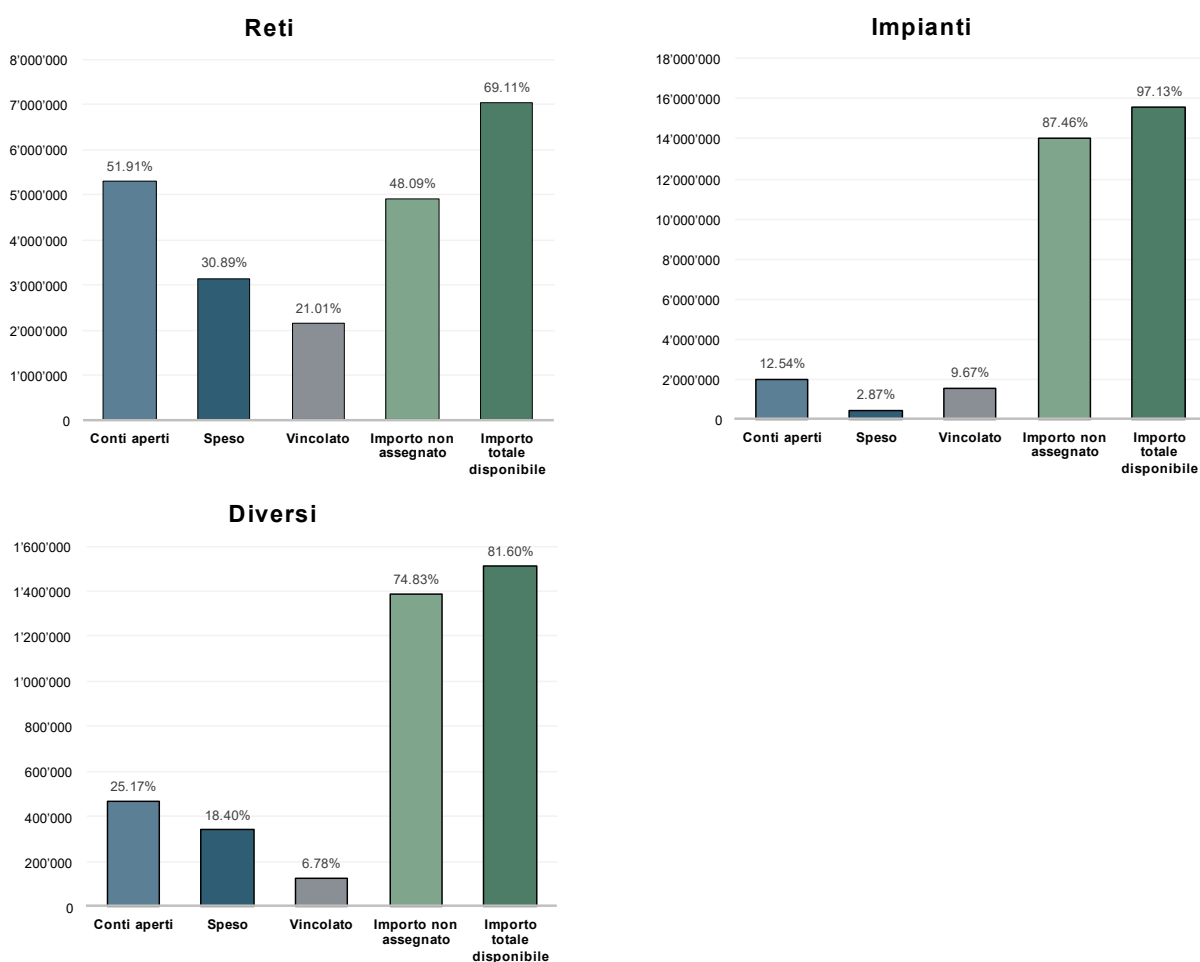 Reti
8’000’000
7’000’000
6’000’000
5’000’000
4’000’000
3’000’000
2’000’000
1’000’000
0
51.91%
30.89%
21.01%
48.09%
69.11%
Conti aperti
Speso
Vincolato
Importo non
assegnato
Importo
totale
disponibile
Impianti
18’000’000
16’000’000
14’000’000
12’000’000
10’000’000
8’000’000
6’000’000
4’000’000
2’000’000
0
12.54%
2.87%
9.67%
87.46%
97.13%
Conti aperti
Speso
Vincolato
Importo non
assegnato
Importo
totale
disponibile
Diversi
1’600’000
1’400’000
1’200’000
1’000’000
800’000
600’000
400’000
200’000
0
25.17%
18.40%
6.78%
74.83%
81.60%
Conti aperti
Speso
Vincolato
Importo non
assegnato
Importo
totale
disponibile